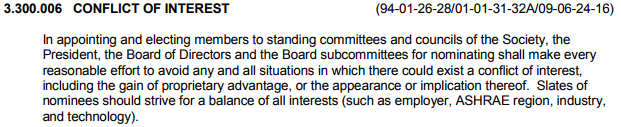 3.300.006 CONFLICT OF INTEREST (94-01-26-28/01-01-31-32A/09-06-24-16)
In appointing and electing members to standing committees and councils of the Society, the
President, the Board of Directors and the Board subcommittees for nominating shall make every
reasonable effort to avoid any and all situations in which there could exist a conflict of interest,
including the gain of proprietary advantage, or the appearance or implication thereof. Slates of
nominees should strive for a balance of all interests (such as employer, ASHRAE region, industry,
and technology).